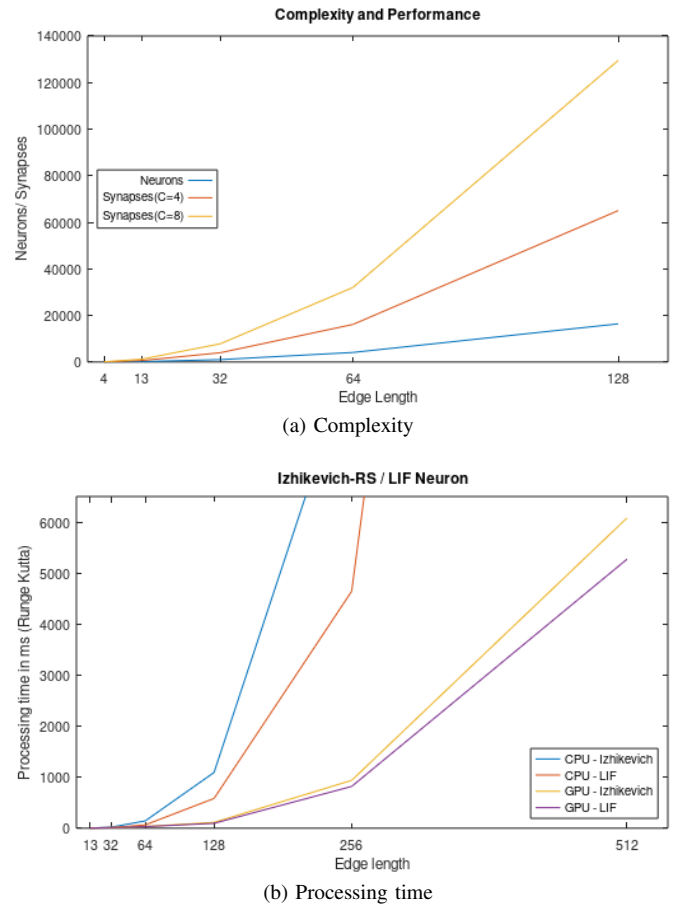 Complexity and Performance
140000
120000
100000
80000
60000
40000
20000
0
Neurons/ Synapses
Neurons
Synapses(C=4)
Synapses(C=8)
4 13 32 64 128
Edge Length
(a) Complexity
Izhikevich-RS / LIF Neuron
6000
5000
4000
3000
2000
1000
0
Processing time in ms (Runge Kutta)
CPU - Izhikevich
CPU - LIF
GPU - Izhikevich
GPU - LIF
13 32 64 128 256 512
Edge length
(b) Processing time